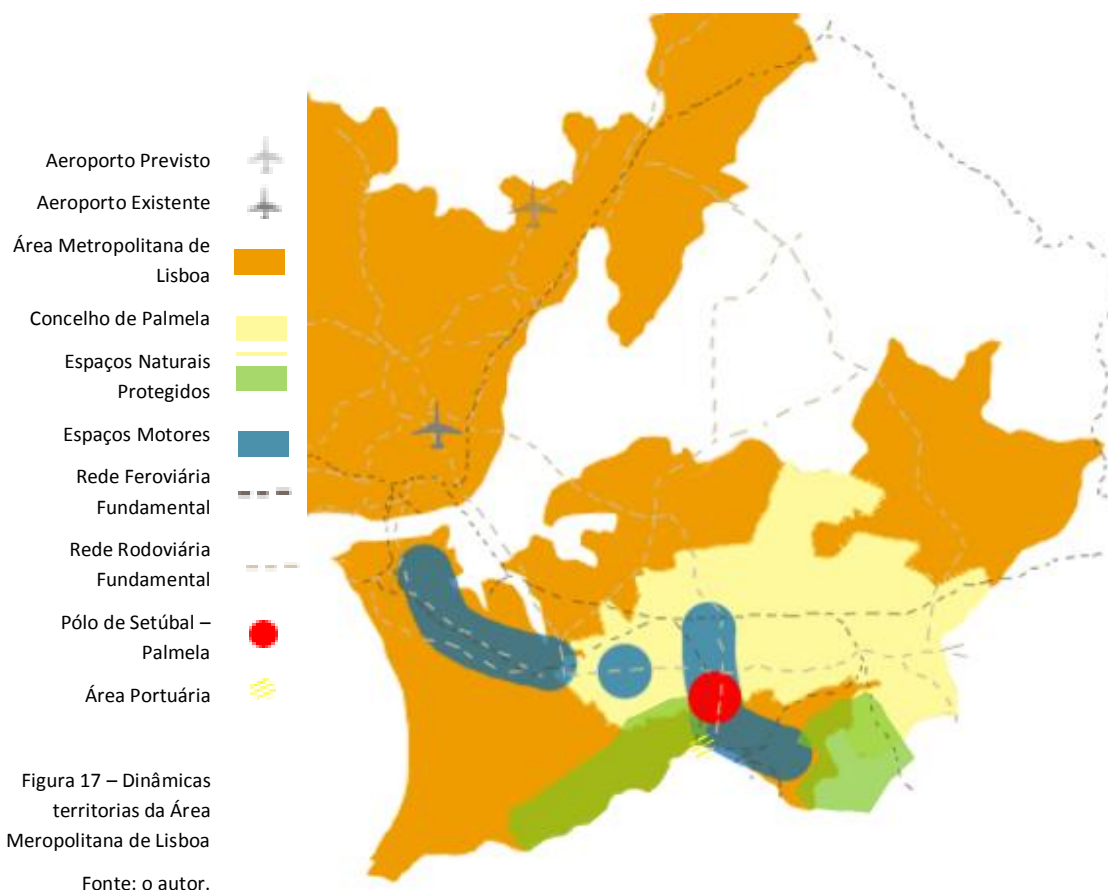 Aeroporto Previsto
Aeroporto Existente
Área Metropolitana de
Lisboa
Concelho de Palmela
Espaços Naturais
Protegidos
Espaços Motores
Rede Feroviária
Fundamental
Rede Rodoviária
Fundamental
Pólo de Setúbal –
Palmela
Área Portuária
Figura 17 – Dinâmicas
territorias da Área
Meropolitana de Lisboa
Fonte: o autor.